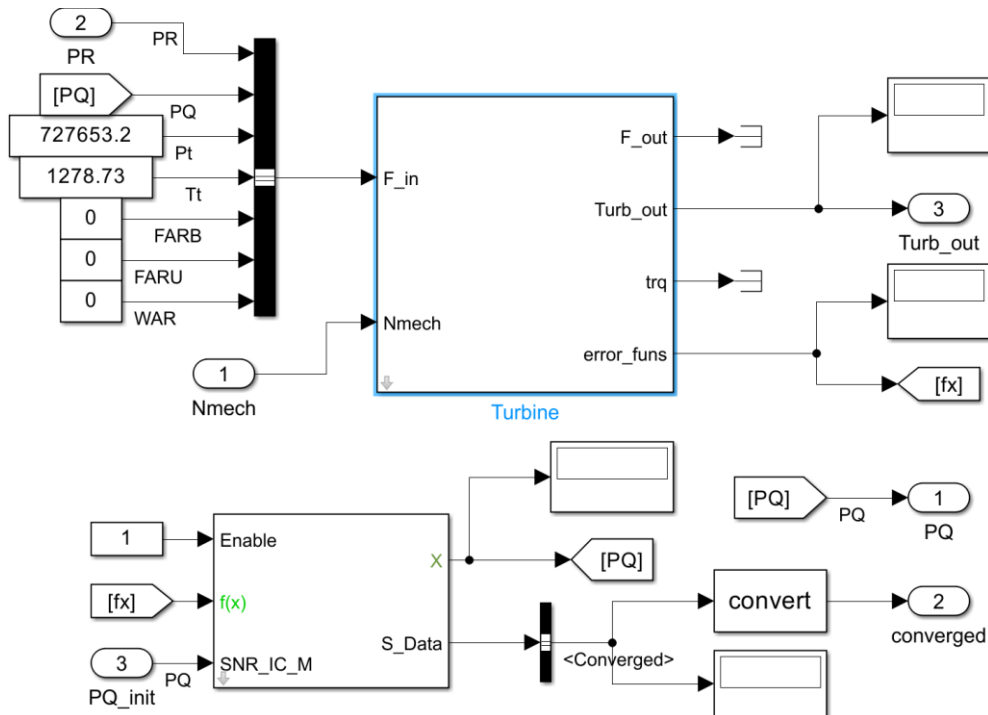 2
PR
PR
[PQ]
PQ
727653.2
Pt
1278.73
Tt
0
FARB
0
FARU
0
WAR
1
Nmech
F_in
Nmech
F_out
Turb_out
trq
error_funs
Turbine
3
Turb_out
[fx]
1
[fx]
3
PQ_init
PQ
Enable
f(x)
SNR_IC_M
X
S_Data
[PQ]
<Converged>
[PQ]
PQ
1
PQ
convert
2
converged